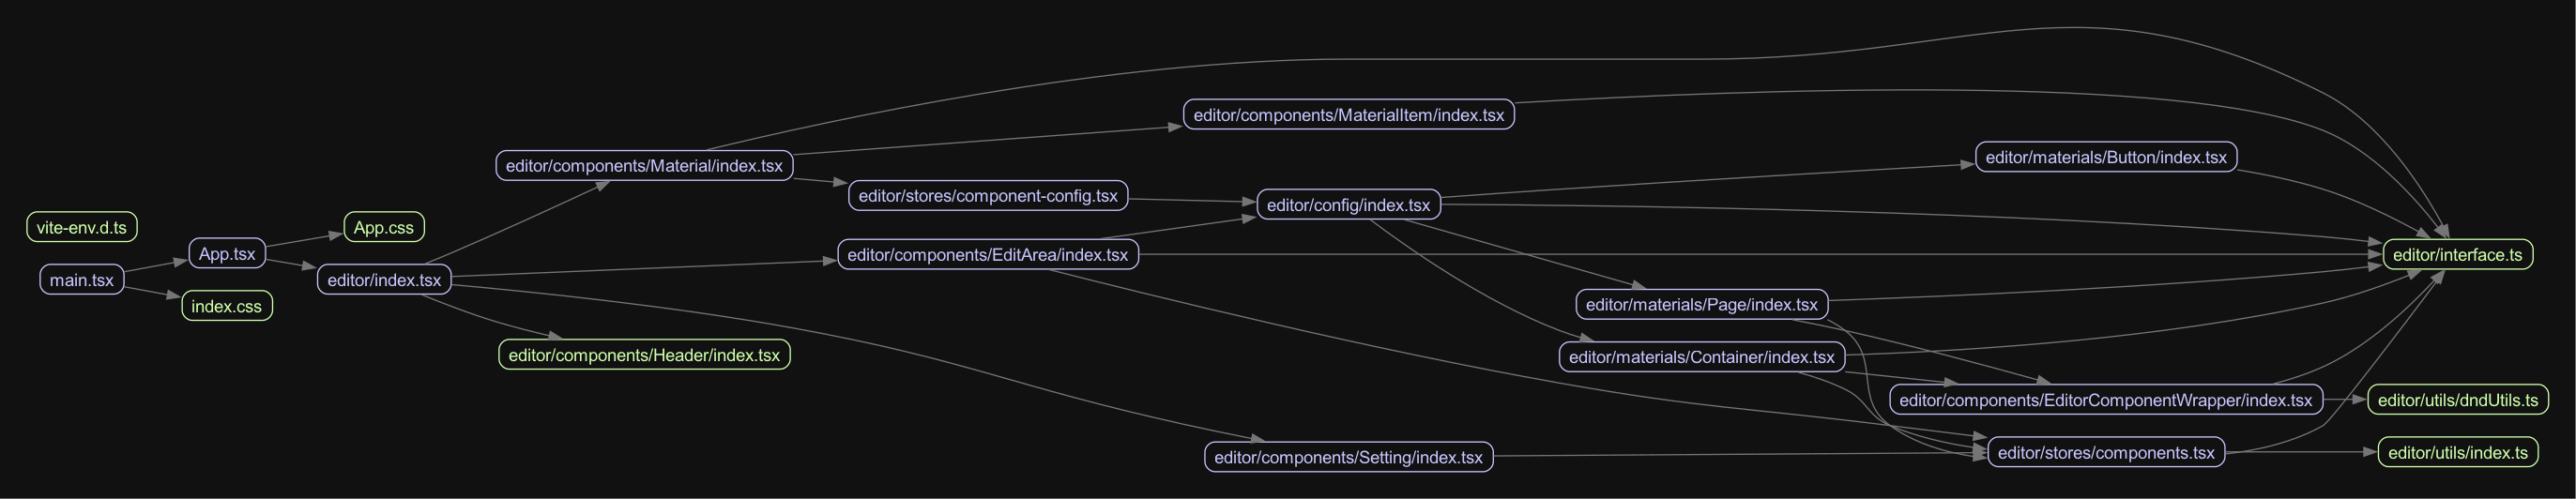 editor/components/MaterialItem/index.tsx
editor/materials/Button/index.tsx
editor/components/Material/index.tsx
editor/stores/component-config.tsx
editor/config/index.tsx
vite-env.d.ts
App.css
App.tsx
editor/components/EditArea/index.tsx
editor/interface.ts
main.tsx
editor/index.tsx
index.css
editor/materials/Page/index.tsx
editor/components/Header/index.tsx
editor/materials/Container/index.tsx
editor/components/EditorComponentWrapper/index.tsx
editor/utils/dndUtils.ts
editor/components/Setting/index.tsx
editor/stores/components.tsx
editor/utils/index.ts